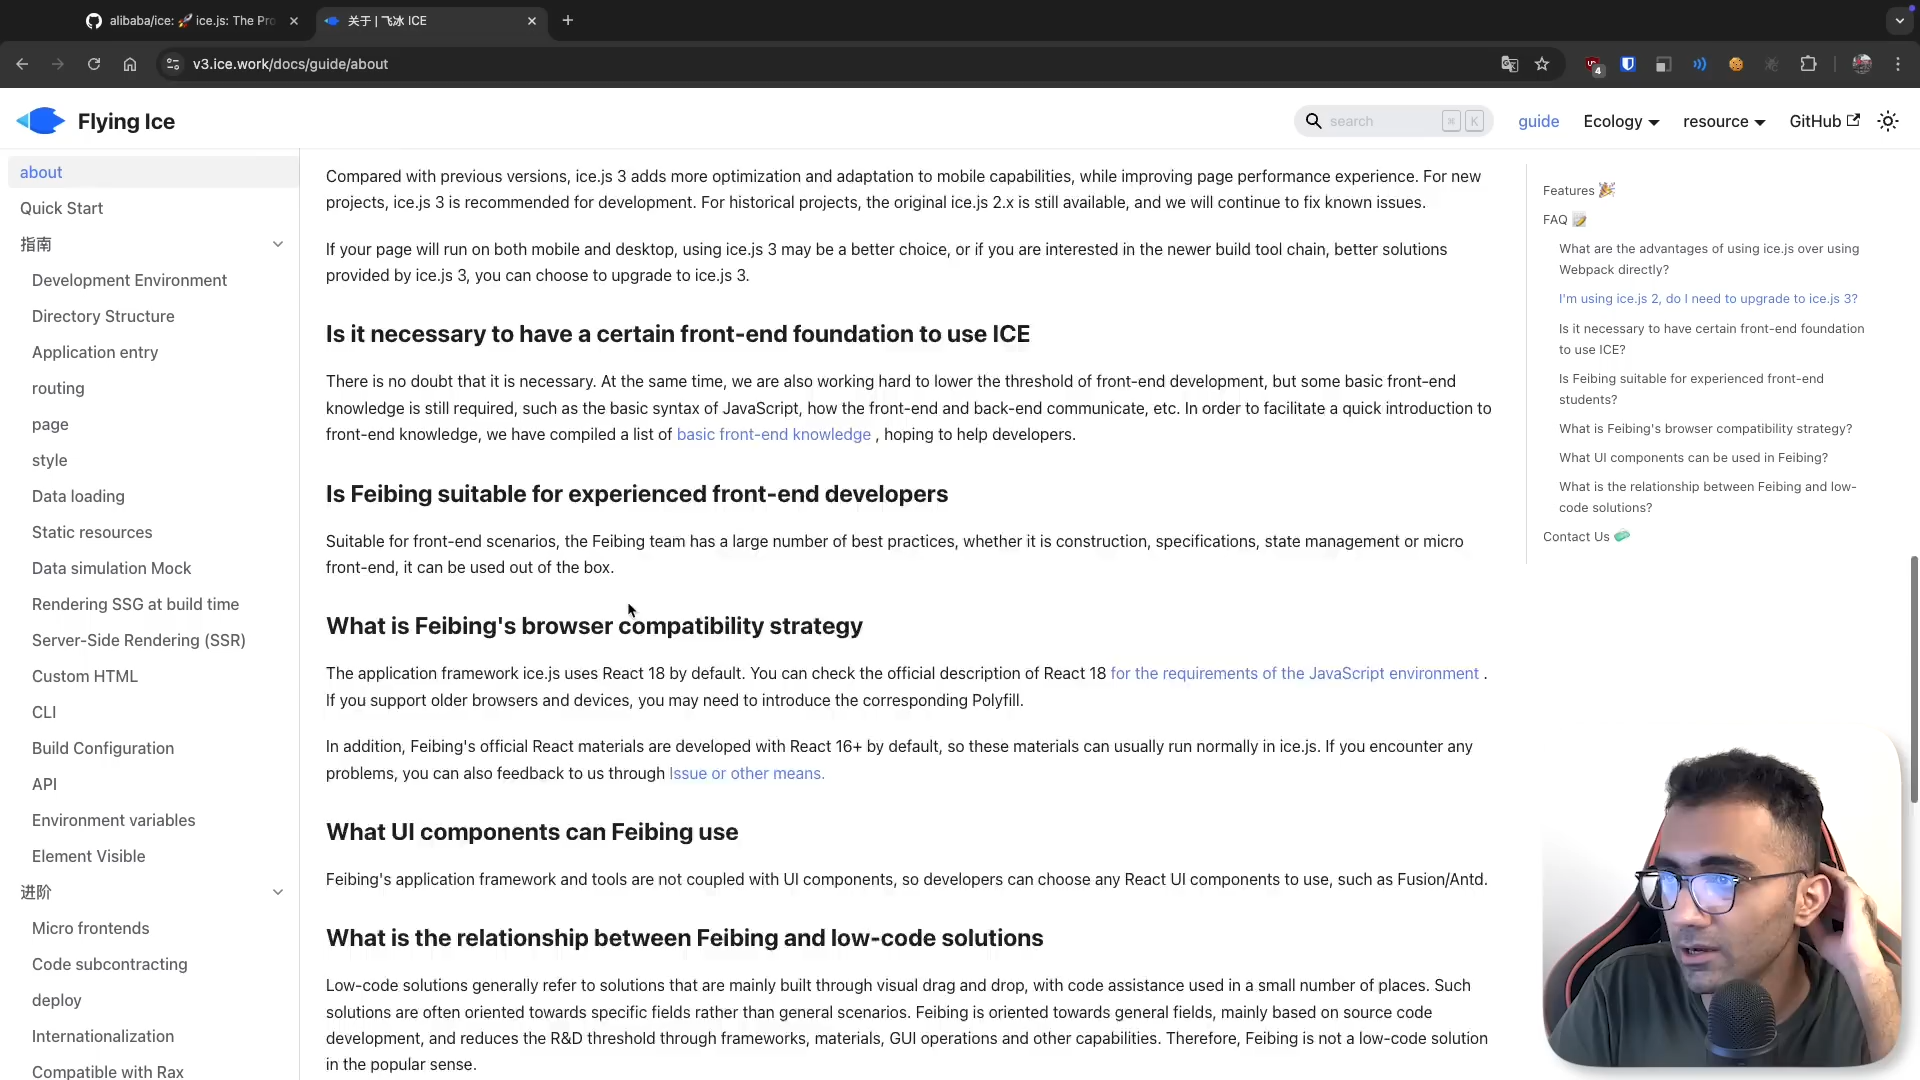 alibaba/ice: 🚀 ice.js: The Pro
关于 | 飞冰 ICE
v3.ice.work/docs/guide/about
4
Flying Ice
search
⌘ K
guide
Ecology
resource
GitHub
about
Quick Start
指南
Development Environment
Directory Structure
Application entry
routing
page
style
Data loading
Static resources
Data simulation Mock
Rendering SSG at build time
Server-Side Rendering (SSR)
Custom HTML
CLI
Build Configuration
API
Environment variables
Element Visible
进阶
Micro frontends
Code subcontracting
deploy
Internationalization
Compatible with Rax
Compared with previous versions, ice.js 3 adds more optimization and adaptation to mobile capabilities, while improving page performance experience. For new
projects, ice.js 3 is recommended for development. For historical projects, the original ice.js 2.x is still available, and we will continue to fix known issues.
If your page will run on both mobile and desktop, using ice.js 3 may be a better choice, or if you are interested in the newer build tool chain, better solutions
provided by ice.js 3, you can choose to upgrade to ice.js 3.
Is it necessary to have a certain front-end foundation to use ICE
There is no doubt that it is necessary. At the same time, we are also working hard to lower the threshold of front-end development, but some basic front-end
knowledge is still required, such as the basic syntax of JavaScript, how the front-end and back-end communicate, etc. In order to facilitate a quick introduction to
front-end knowledge, we have compiled a list of basic front-end knowledge , hoping to help developers.
Is Feibing suitable for experienced front-end developers
Suitable for front-end scenarios, the Feibing team has a large number of best practices, whether it is construction, specifications, state management or micro
front-end, it can be used out of the box.
What is Feibing's browser compatibility strategy
The application framework ice.js uses React 18 by default. You can check the official description of React 18 for the requirements of the JavaScript environment .
If you support older browsers and devices, you may need to introduce the corresponding Polyfill.
In addition, Feibing's official React materials are developed with React 16+ by default, so these materials can usually run normally in ice.js. If you encounter any
problems, you can also feedback to us through Issue or other means.
What UI components can Feibing use
Feibing's application framework and tools are not coupled with UI components, so developers can choose any React UI components to use, such as Fusion/Antd.
What is the relationship between Feibing and low-code solutions
Low-code solutions generally refer to solutions that are mainly built through visual drag and drop, with code assistance used in a small number of places. Such
solutions are often oriented towards specific fields rather than general scenarios. Feibing is oriented towards general fields, mainly based on source code
development, and reduces the R&D threshold through frameworks, materials, GUI operations and other capabilities. Therefore, Feibing is not a low-code solution
in the popular sense.
Features 🎉
FAQ 📝
What are the advantages of using ice.js over using
Webpack directly?
I'm using ice.js 2, do I need to upgrade to ice.js 3?
Is it necessary to have certain front-end foundation
to use ICE?
Is Feibing suitable for experienced front-end
students?
What is Feibing's browser compatibility strategy?
What UI components can be used in Feibing?
What is the relationship between Feibing and low-
code solutions?
Contact Us 🧼